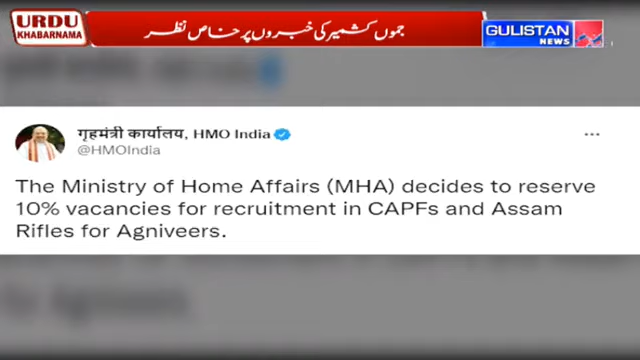 URDU
KHABARNAMA
جموں کشمیر کی خبروں پر خاص نظر
GULISTAN
NEWS
गृहमंत्री कार्यालय, HMO India
@HMOIndia
The Ministry of Home Affairs (MHA) decides to reserve
10% vacancies for recruitment in CAPFs and Assam
Rifles for Agniveers.